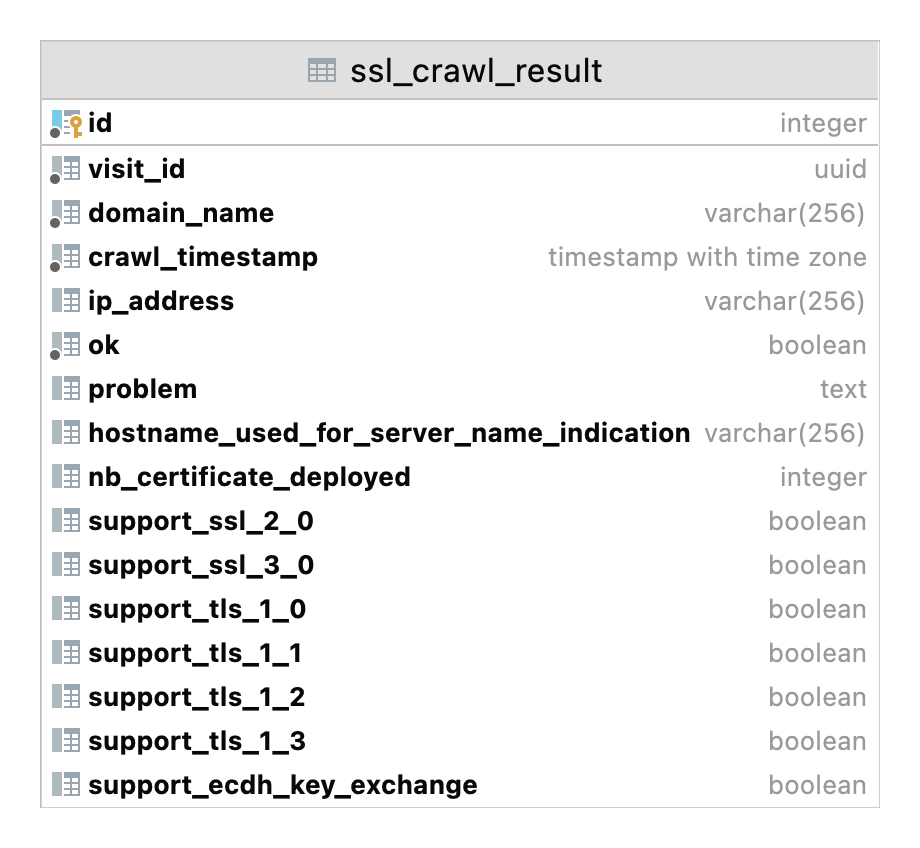 ssl_crawl_result
id integer
visit_id uuid
domain_name varchar(256)
crawl_timestamp timestamp with time zone
ip_address varchar(256)
ok boolean
problem text
hostname_used_for_server_name_indication varchar(256)
nb_certificate_deployed integer
support_ssl_2_0 boolean
support_ssl_3_0 boolean
support_tls_1_0 boolean
support_tls_1_1 boolean
support_tls_1_2 boolean
support_tls_1_3 boolean
support_ecdh_key_exchange boolean